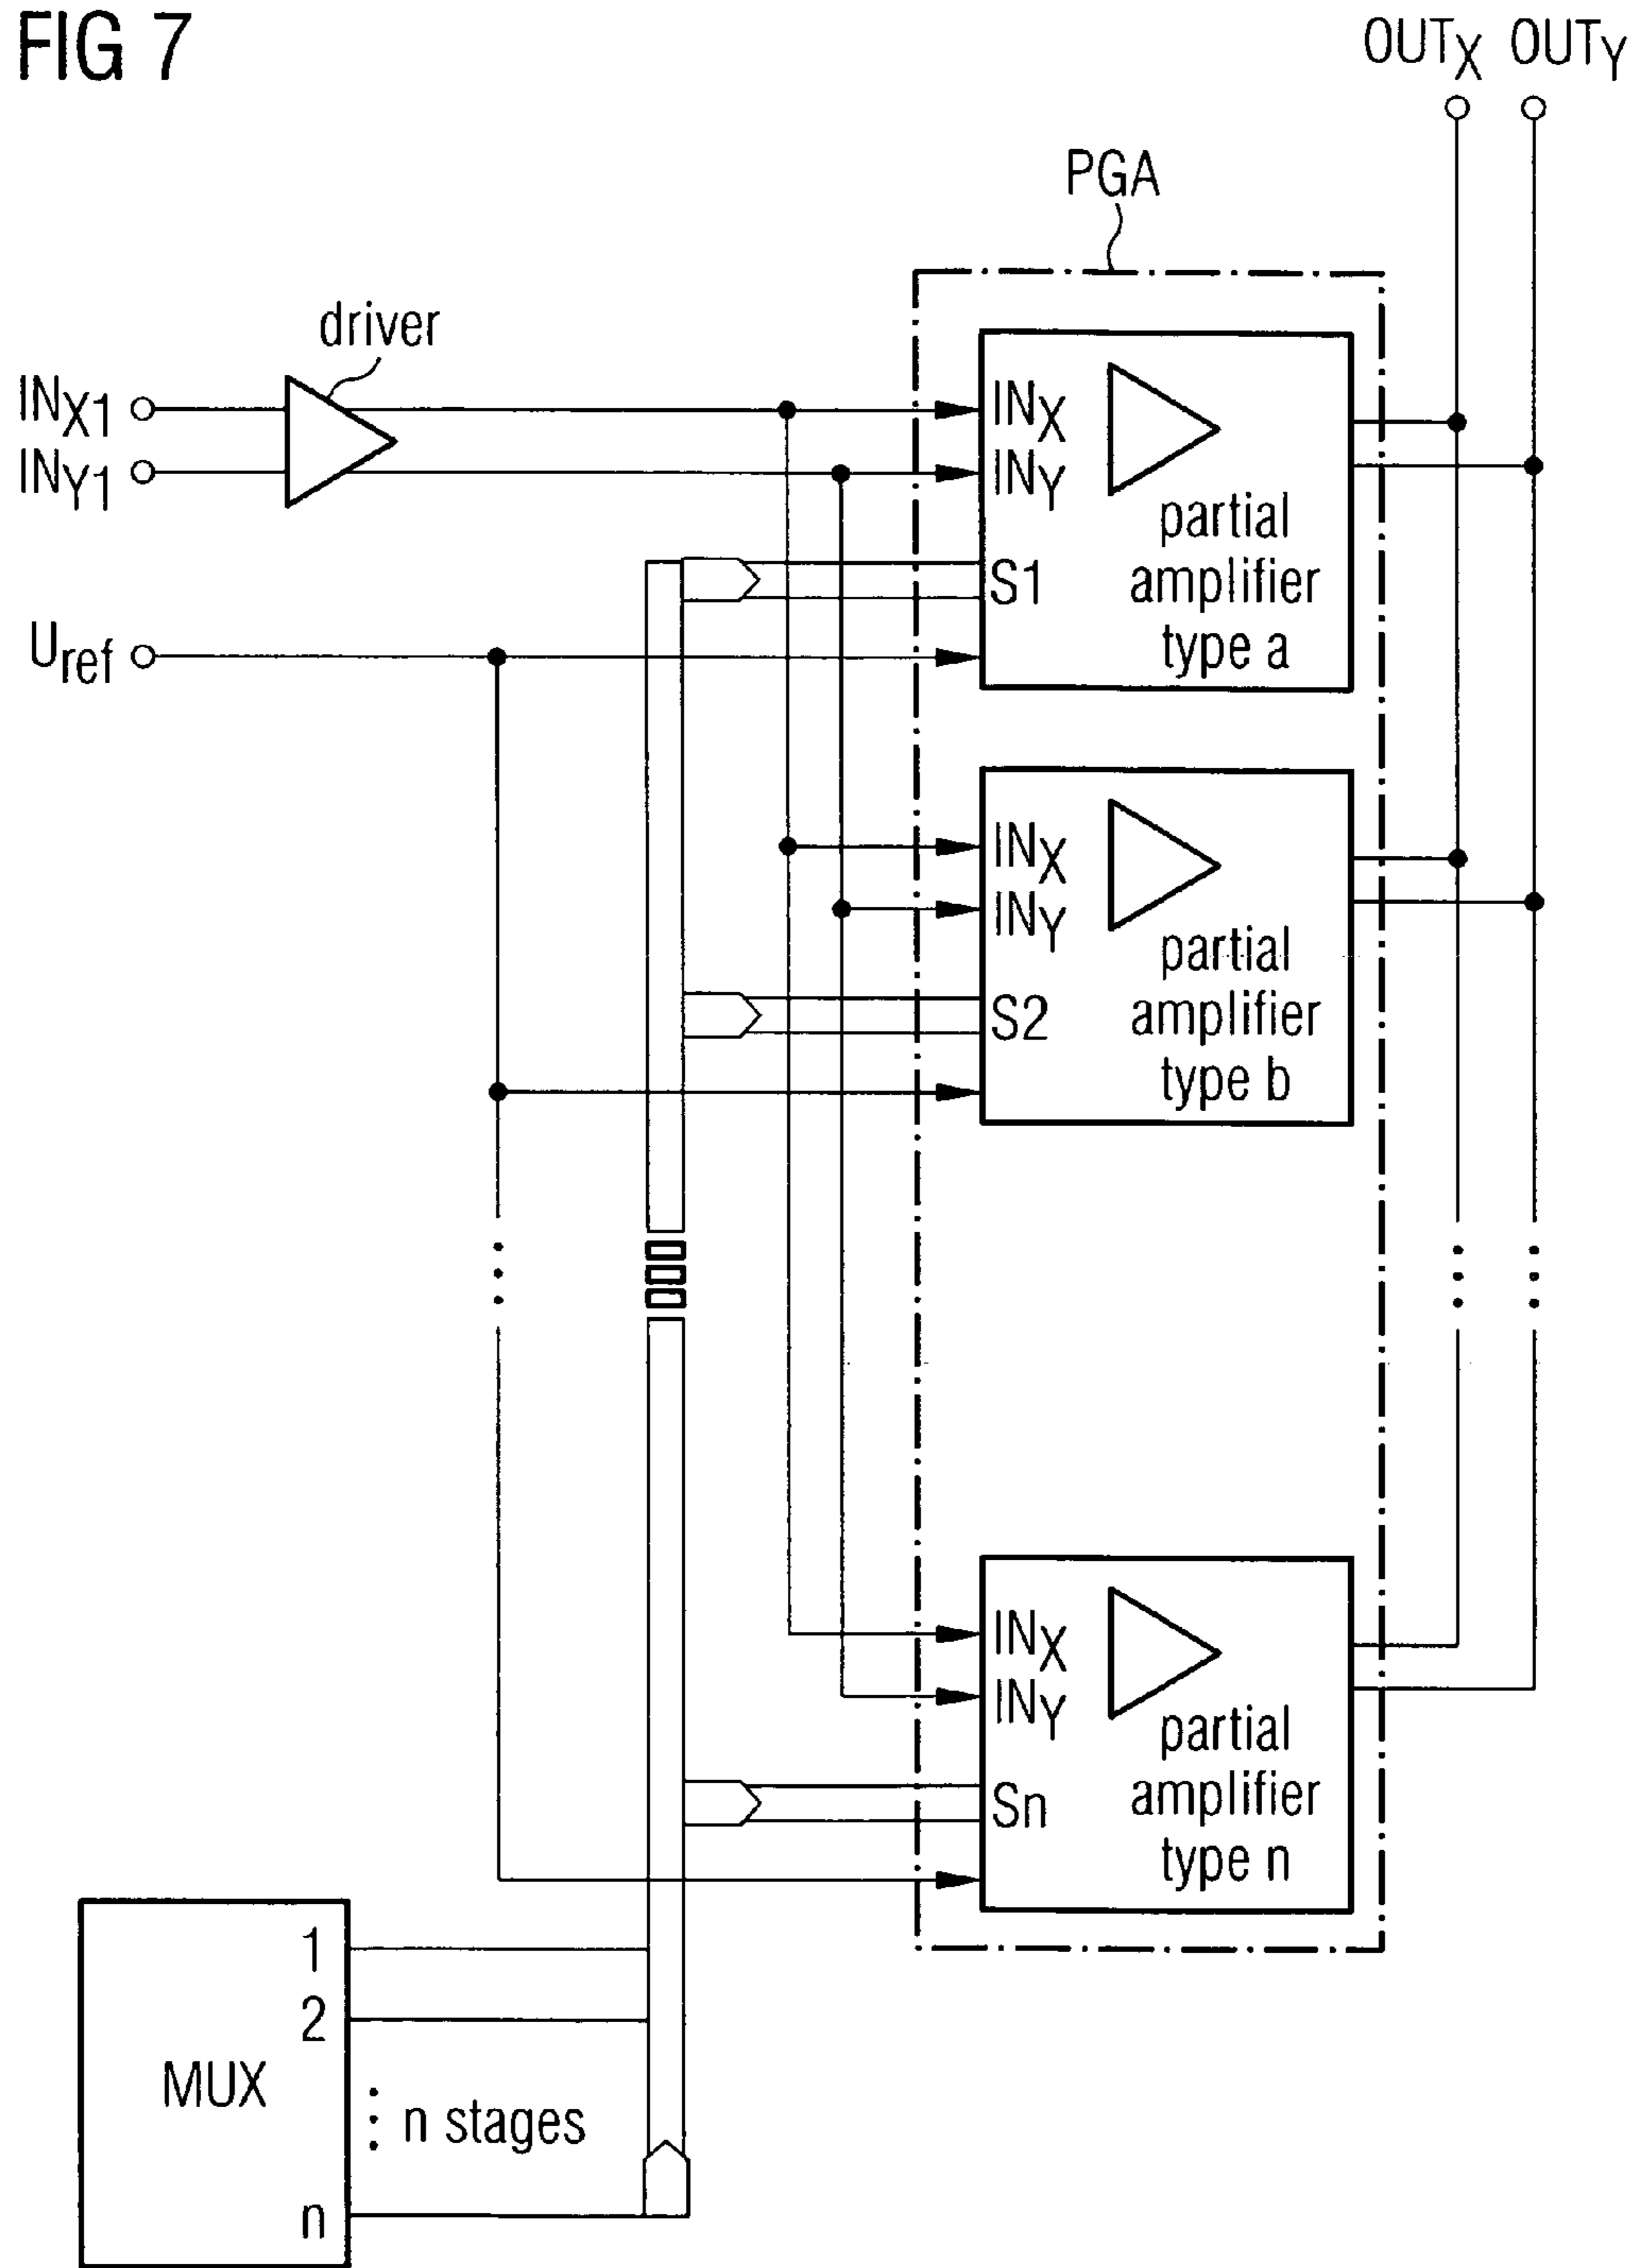 FIG 7
OUTX OUTY
PGA
driver
INX1
INY1
Uref
INX
INY
S1
partial
amplifier
type a
INX
INY
S2
partial
amplifier
type b
INX
INY
Sn
partial
amplifier
type n
MUX
1
2
n stages
n